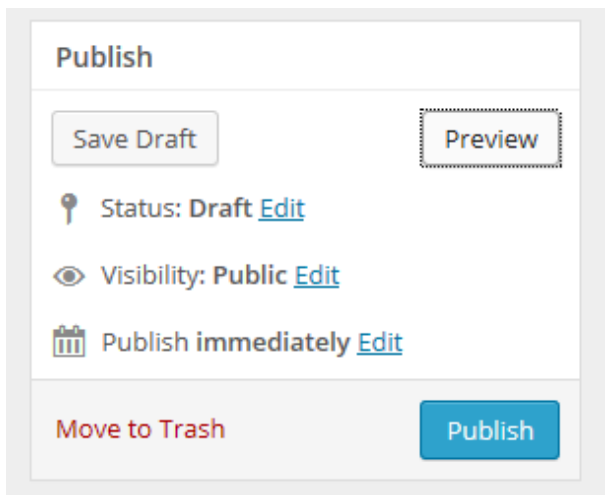 Publish
Save Draft Preview
Status: Draft Edit
Visibility: Public Edit
Publish immediately Edit
Move to Trash Publish